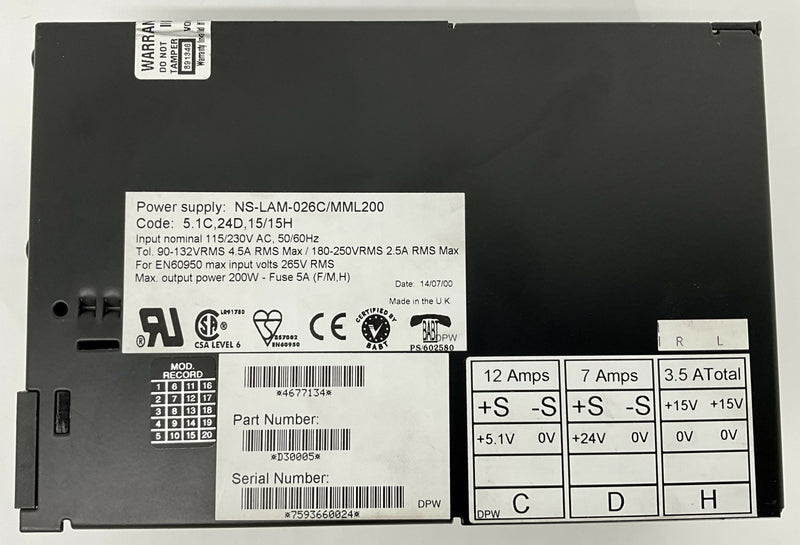 WARRAN
DO NOT
TAMPER
891346
Power supply: NS-LAM-026C/MML200
Code: 5.1C,24D,15/15H
Input nominal 115/230V AC, 50/60Hz
Tol. 90-132VRMS 4.5A RMS Max / 180-250VRMS 2.5A RMS Max
For EN60950 max input volts 265V RMS
Max. output power 200W - Fuse 5A (F/M,H)
Date: 14/07/00
Made in the U.K.
LR91780
CSA LEVEL 6
BS7002
EN60950
CE
CERTIFIED BY
BABT
BABT
DPW
PS/602580
I R L
MOD.
RECORD
1 6 11 16
2 7 12 17
3 8 13 18
4 9 14 19
5 10 15 20
*4677134*
Part Number:
*D30005*
Serial Number:
*7593660024*
DPW
12 Amps 7 Amps 3.5 ATotal
+S -S +S -S +15V +15V
+5.1V 0V +24V 0V 0V 0V
DPW C D H